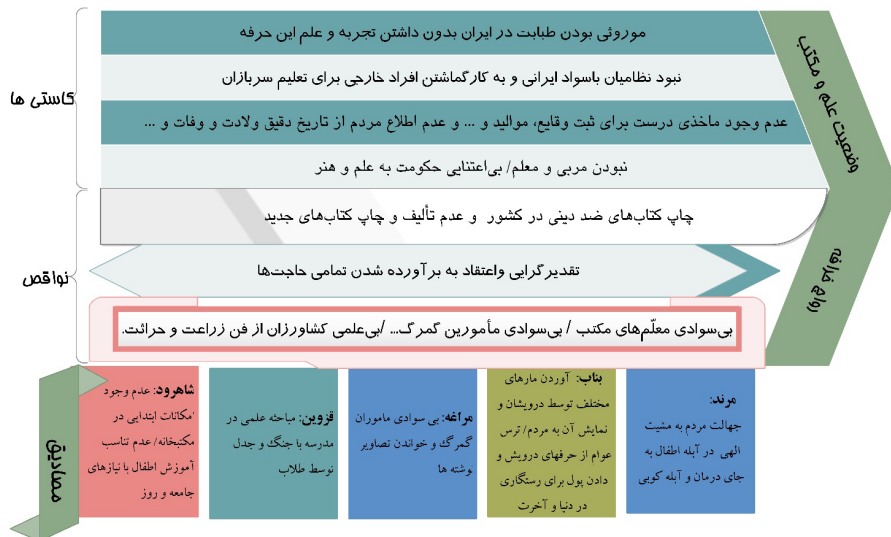 موروثی بودن طبابت در ایران بدون داشتن تجربه و علم این حرفه
نبود نظامیان باسواد ایرانی و به کارگماشتن افراد خارجی برای تعلیم سربازان
عدم وجود ماخذی درست برای ثبت وقایع، موالید و ... و عدم اطلاع مردم از تاریخ دقیق ولادت و وفات و ...
نبودن مربی و معلم/ بی‌اعتنایی حکومت به علم و هنر
کاستی ها
وضعیت علم و مکتب
چاپ کتاب‌های ضد دینی در کشور و عدم تألیف و چاپ کتاب‌های جدید
تقدیرگرایی واعتقاد به برآورده شدن تمامی حاجت‌ها
بی‌سوادی معلّم‌های مکتب / بی‌سوادی مأمورین گمرگ... /بی‌علمی کشاورزان از فن زراعت و حراثت.
نواقص
رواج خرافه
مرند:
جهالت مردم به مشیت
الهی در آبله اطفال به
جای درمان و آبله کوبی
بناب: آوردن مارهای
مختلف توسط درویشان و
نمایش آن به مردم/ ترس
عوام از حرفهای درویش و
دادن پول برای رستگاری
در دنیا و آخرت
مراغه: بی سوادی ماموران
گمرگ و خواندن تصاویر
نوشته ها
قزوین: مباحثه علمی در
مدرسه با جنگ و جدل
توسط طلاب
شاهرود: عدم وجود
امکانات ابتدایی در
مکتبخانه/ عدم تناسب
آموزش اطفال با نیازهای
جامعه و روز
مصادیق